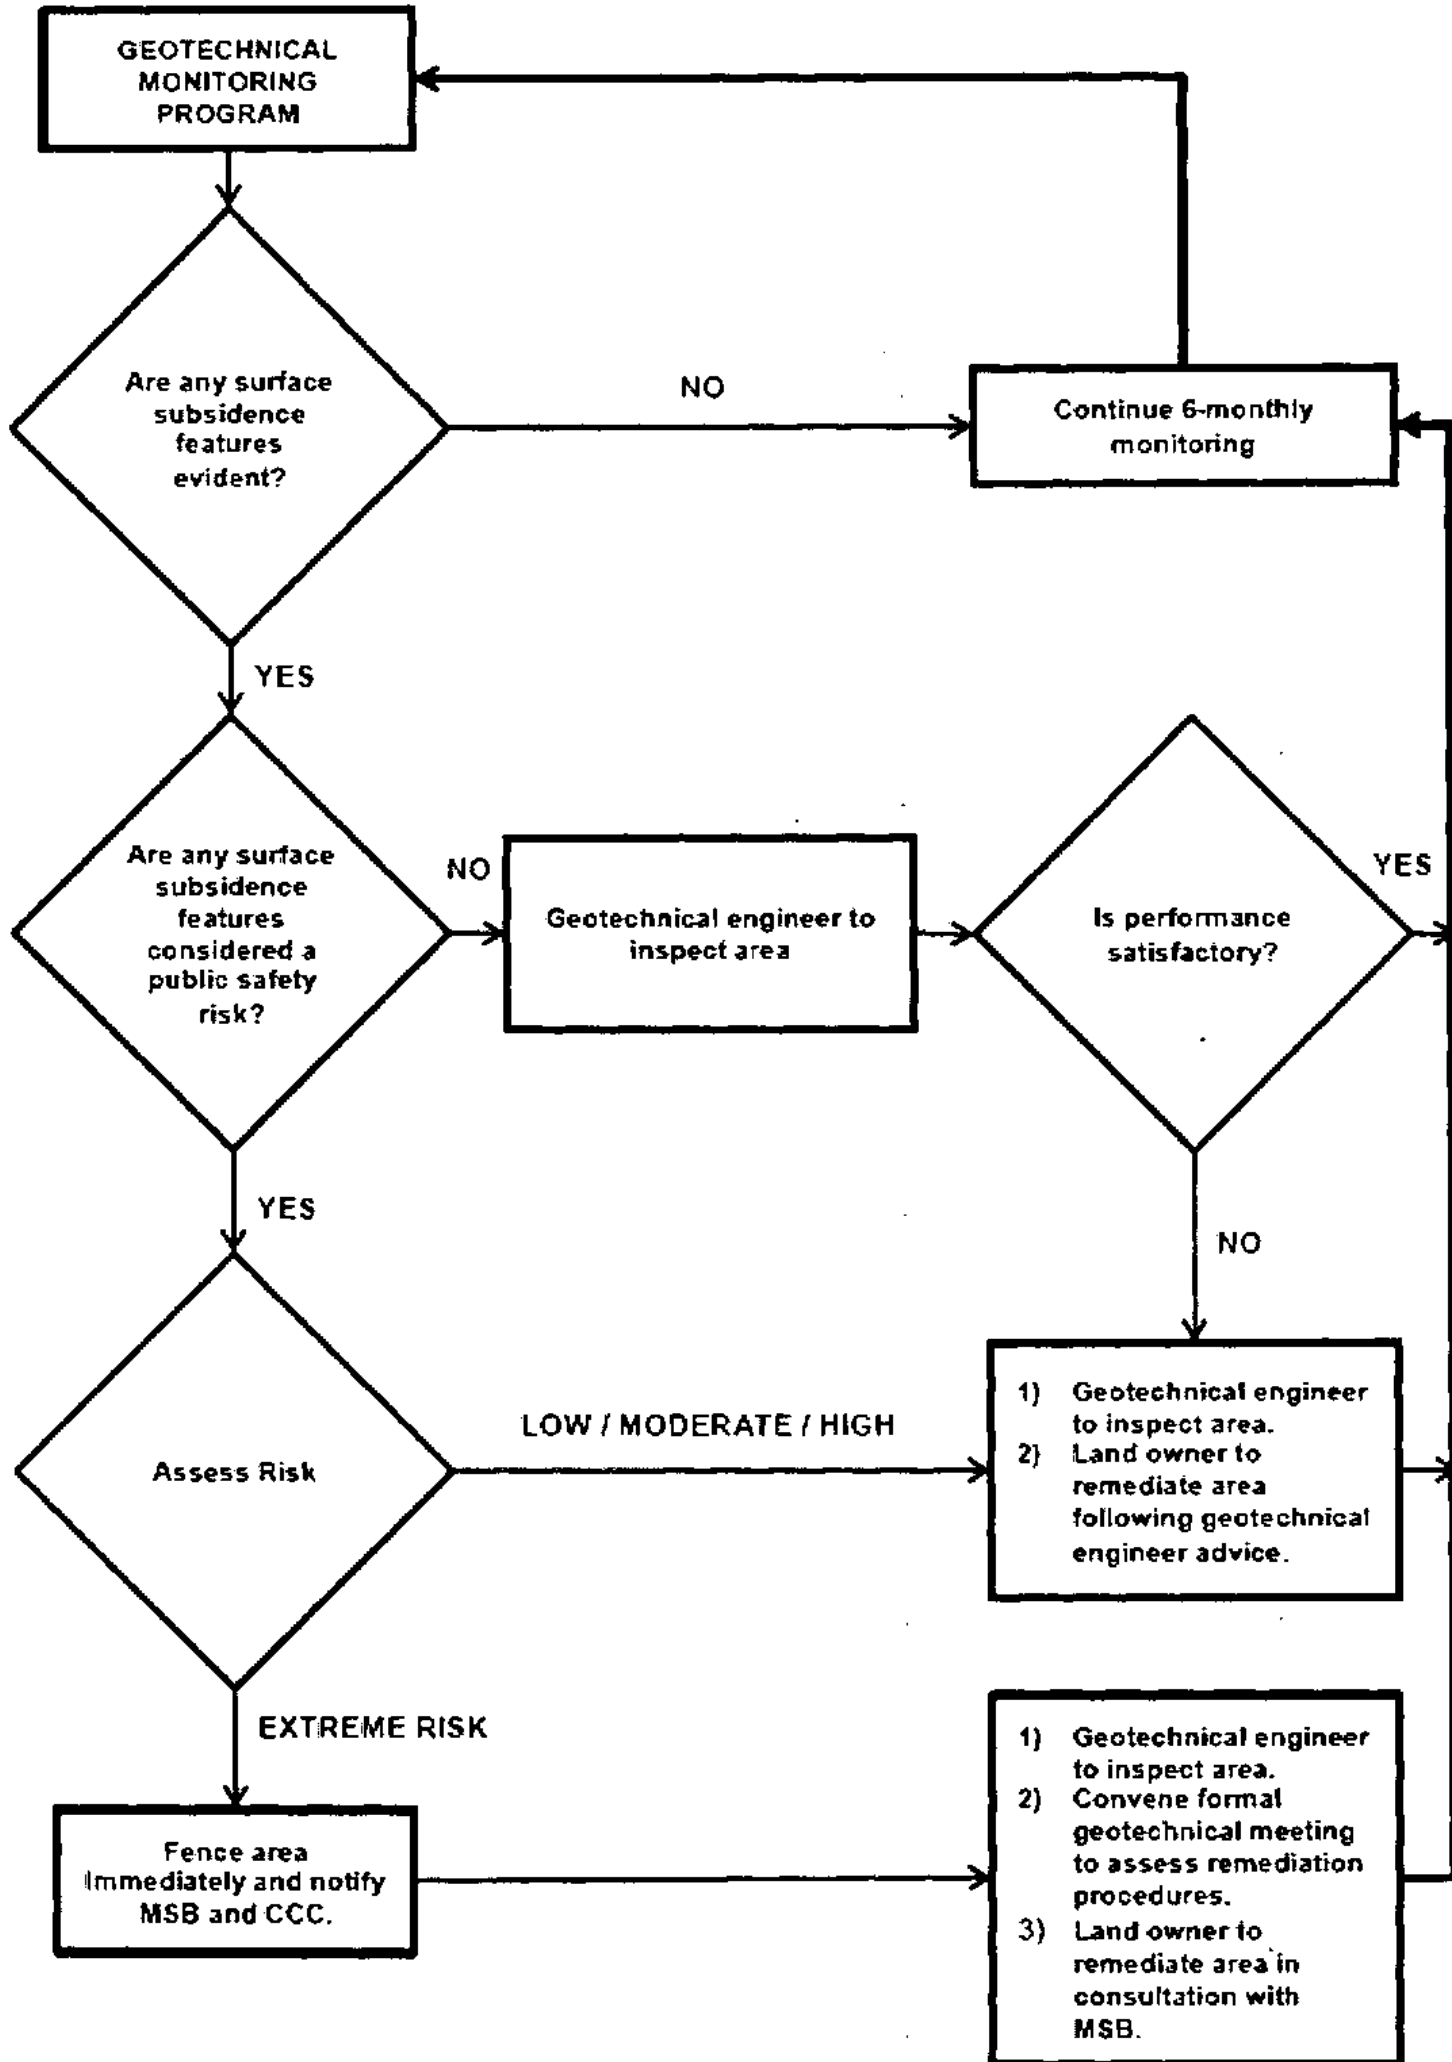 GEOTECHNICAL
MONITORING
PROGRAM
Are any surface
subsidence
features
evident?
NO
Continue 6-monthly
monitoring
YES
Are any surface
subsidence
features
considered a
public safety
risk?
NO
Geotechnical engineer to
inspect area
Is performance
satisfactory?
YES
YES
NO
Assess Risk
LOW / MODERATE / HIGH
1) Geotechnical engineer
to inspect area.
2) Land owner to
remediate area
following geotechnical
engineer advice.
EXTREME RISK
Fence area
Immediately and notify
MSB and CCC.
1) Geotechnical engineer
to inspect area.
2) Convene formal
geotechnical meeting
to assess remediation
procedures.
3) Land owner to
remediate area in
consultation with
MSB.